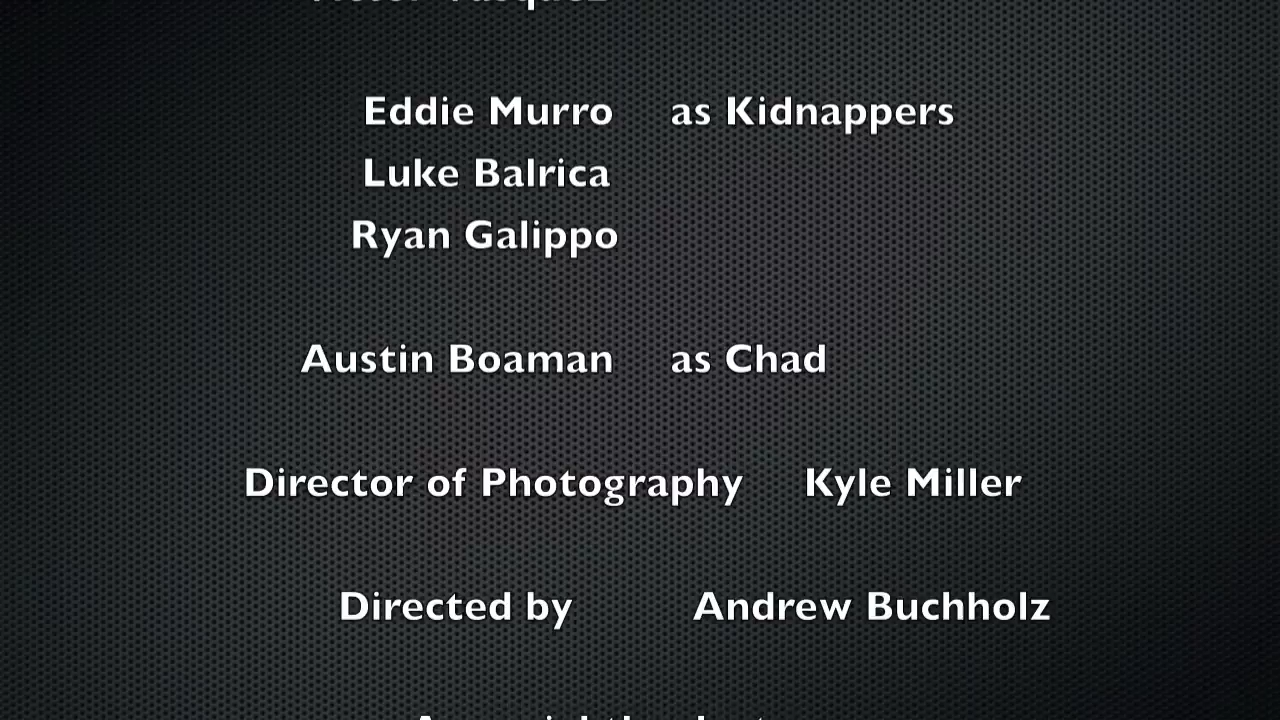 Eddie Murro as Kidnappers
Luke Balrica
Ryan Galippo
Austin Boaman as Chad
Director of Photography Kyle Miller
Directed by Andrew Buchholz